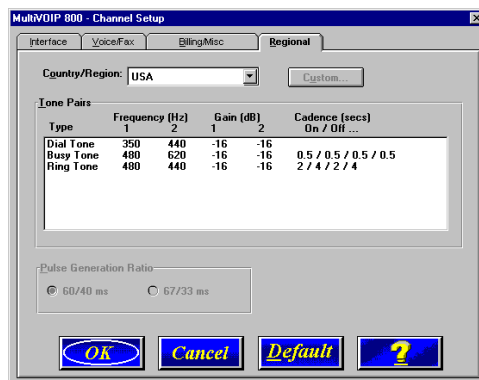 MultiVOIP 800 - Channel Setup
Interface Voice/Fax Billing/Misc Regional
Country/Region: USA Custom...
Tone Pairs
Frequency (Hz) Gain (dB) Cadence (secs)
Type 1 2 1 2 On / Off ...
Dial Tone 350 440 -16 -16
Busy Tone 480 620 -16 -16 0.5 / 0.5 / 0.5 / 0.5
Ring Tone 480 440 -16 -16 2 / 4 / 2 / 4
Pulse Generation Ratio
60/40 ms 67/33 ms
OK Cancel Default ?